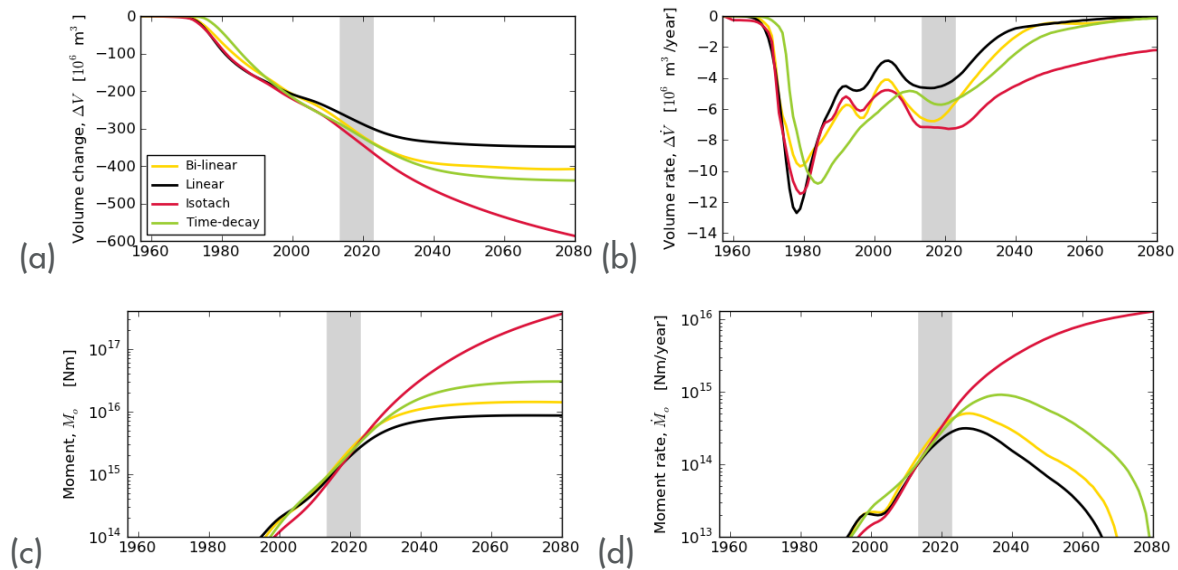 0
−100
−200
−300
−400
−500
−600
Volume change, ΔV [10⁶ m³]
Bi-linear
Linear
Isotach
Time-decay
1960 1980 2000 2020 2040 2060 2080
(a)
0
−2
−4
−6
−8
−10
−12
−14
Volume rate, ΔV̇ [10⁶ m³/year]
1960 1980 2000 2020 2040 2060 2080
(b)
10¹⁷
10¹⁶
10¹⁵
10¹⁴
Moment, Mₒ [Nm]
1960 1980 2000 2020 2040 2060 2080
(c)
10¹⁶
10¹⁵
10¹⁴
10¹³
Moment rate, Ṁₒ [Nm/year]
1960 1980 2000 2020 2040 2060 2080
(d)